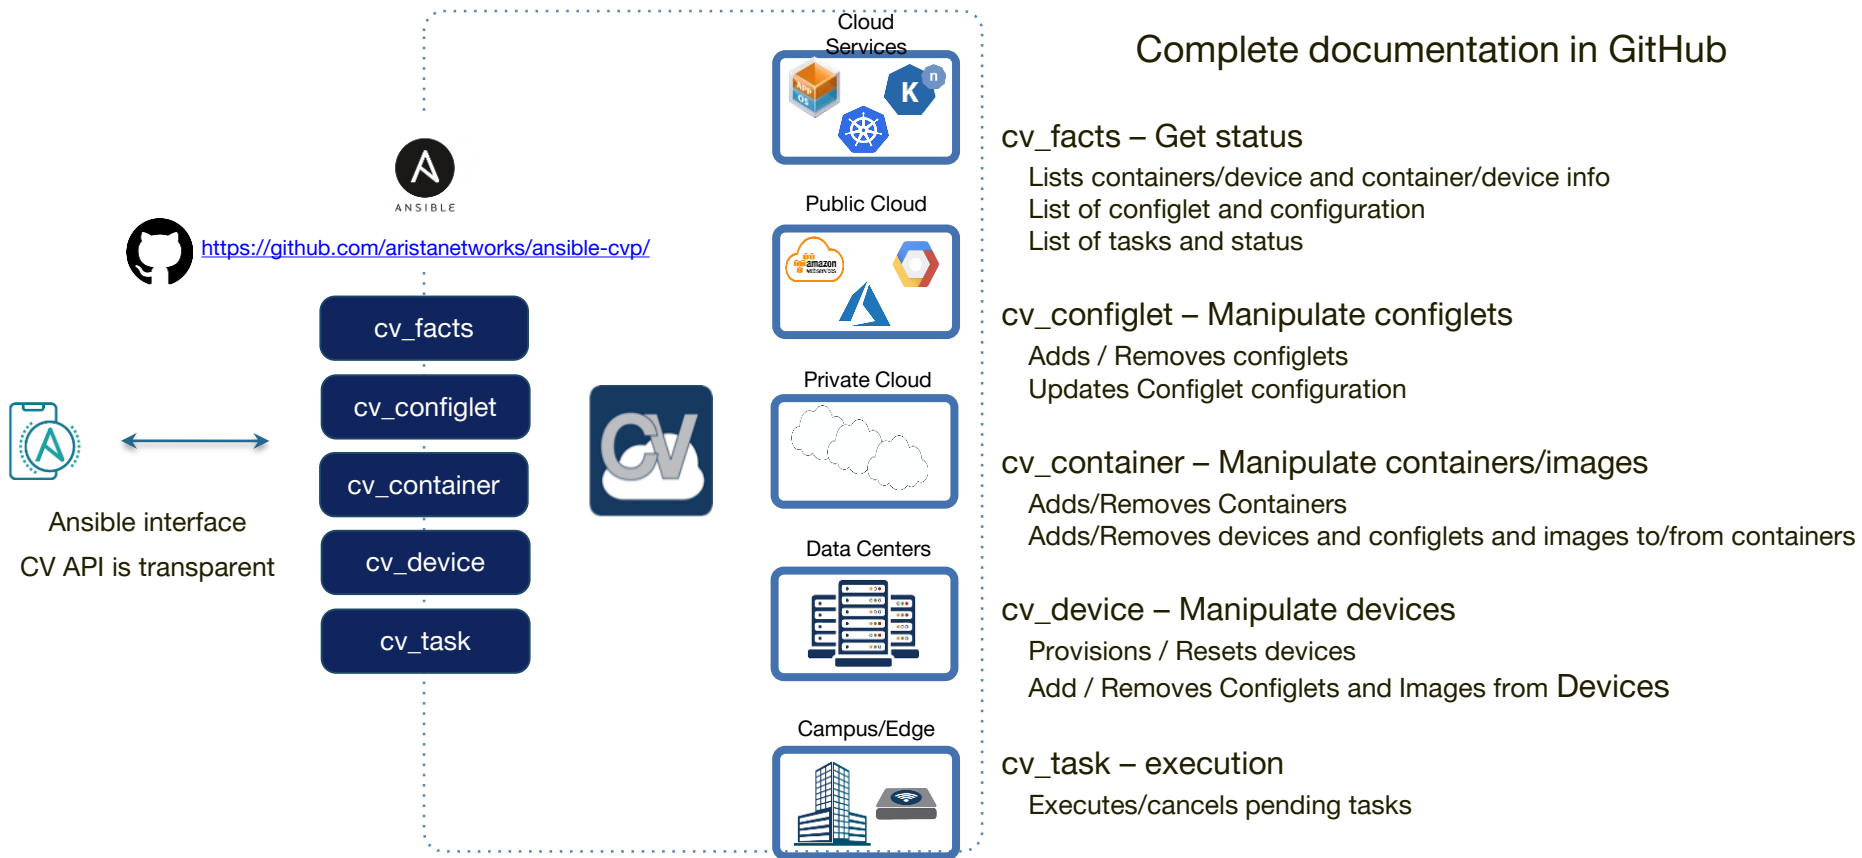 Complete documentation in GitHub
ANSIBLE
https://github.com/aristanetworks/ansible-cvp/
cv_facts
cv_configlet
cv_container
cv_device
cv_task
Ansible interface
CV API is transparent
CV
Cloud
Services
APP
OS
K
n
Public Cloud
amazon
webservices
Private Cloud
Data Centers
Campus/Edge
cv_facts – Get status
Lists containers/device and container/device info
List of configlet and configuration
List of tasks and status
cv_configlet – Manipulate configlets
Adds / Removes configlets
Updates Configlet configuration
cv_container – Manipulate containers/images
Adds/Removes Containers
Adds/Removes devices and configlets and images to/from containers
cv_device – Manipulate devices
Provisions / Resets devices
Add / Removes Configlets and Images from Devices
cv_task – execution
Executes/cancels pending tasks